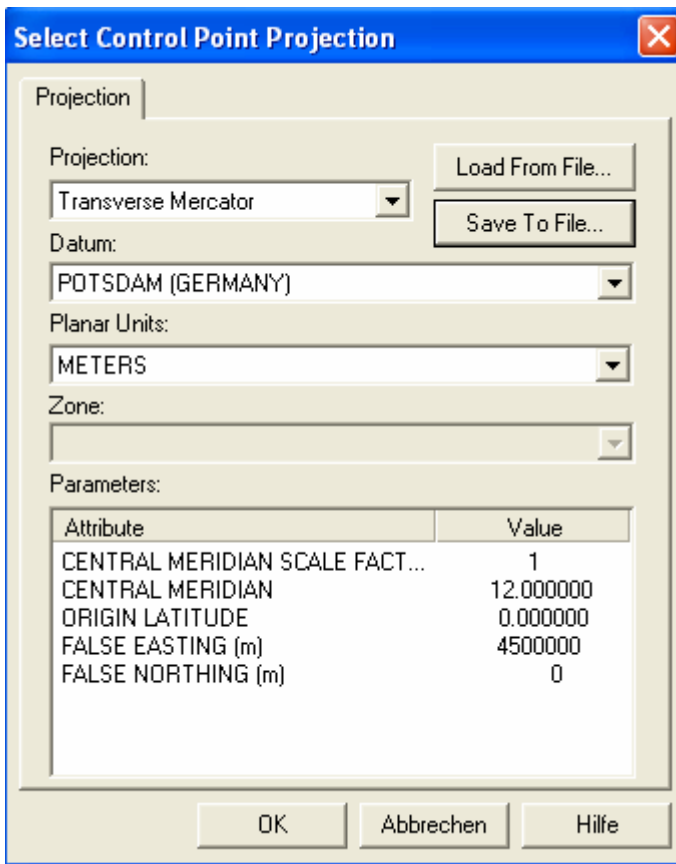 Select Control Point Projection
Projection
Projection:
Load From File...
Transverse Mercator
Save To File...
Datum:
POTSDAM (GERMANY)
Planar Units:
METERS
Zone:
Parameters:
Attribute Value
CENTRAL MERIDIAN SCALE FACT... 1
CENTRAL MERIDIAN 12.000000
ORIGIN LATITUDE 0.000000
FALSE EASTING (m) 4500000
FALSE NORTHING (m) 0
OK Abbrechen Hilfe